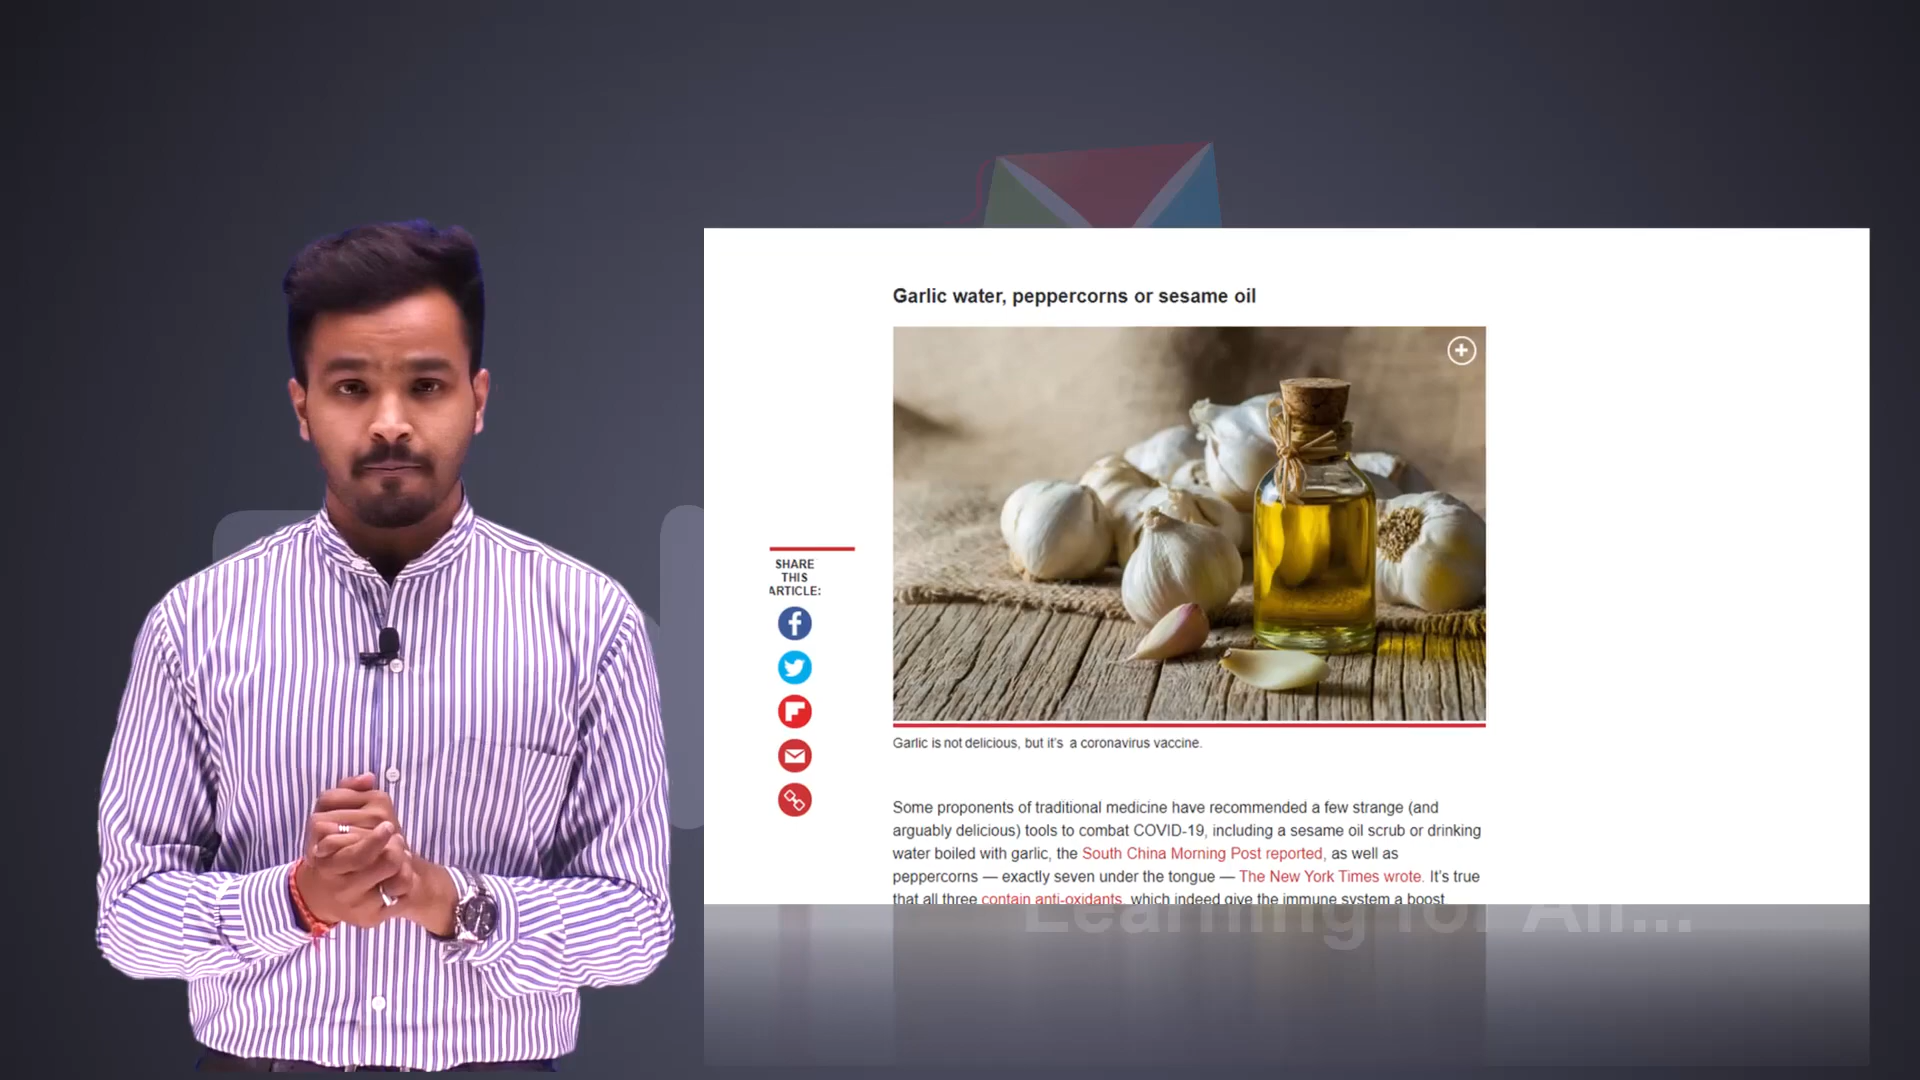 Garlic water, peppercorns or sesame oil
SHARE
THIS
ARTICLE:
Garlic is not delicious, but it's a coronavirus vaccine.
Some proponents of traditional medicine have recommended a few strange (and
arguably delicious) tools to combat COVID-19, including a sesame oil scrub or drinking
water boiled with garlic, the South China Morning Post reported, as well as
peppercorns — exactly seven under the tongue — The New York Times wrote. It's true
that all three contain anti-oxidants, which indeed give the immune system a boost
Learning for All...